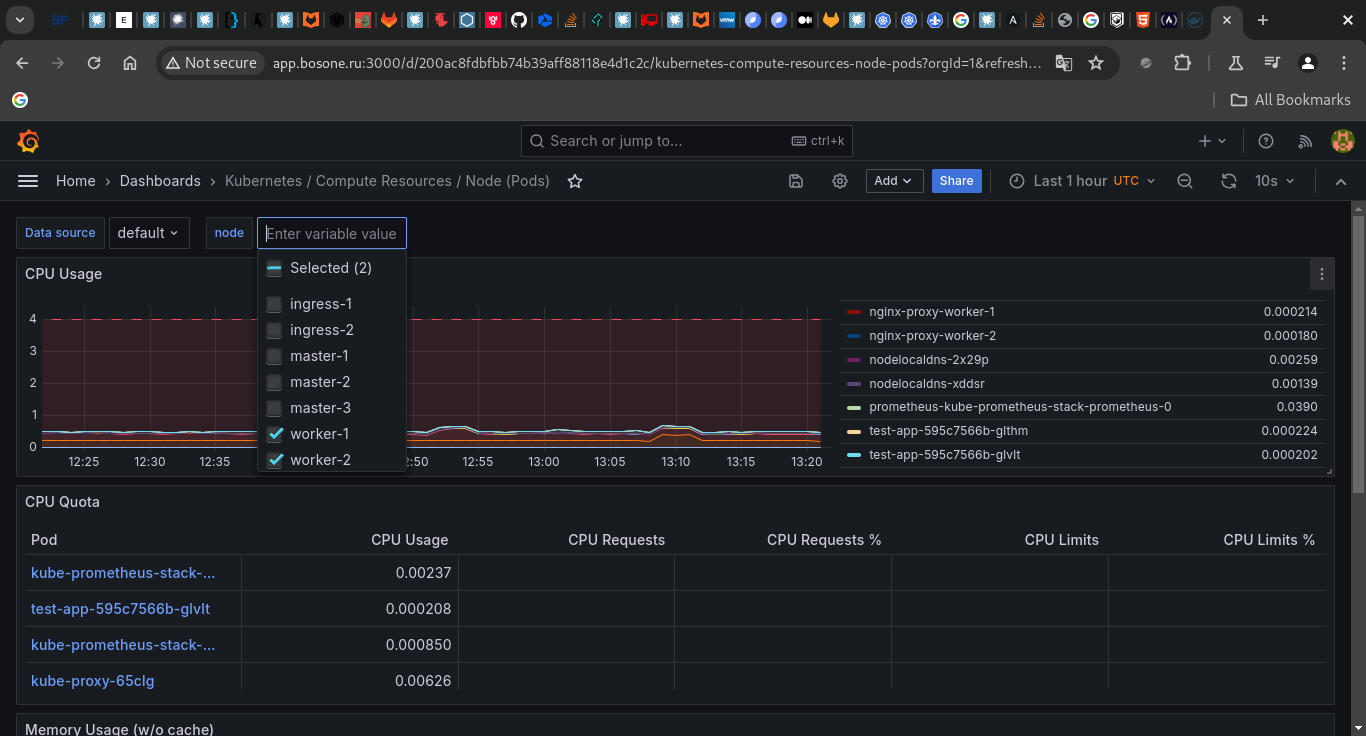 SP
E
A
Not secure
app.bosone.ru:3000/d/200ac8fdbfbb74b39aff88118e4d1c2c/kubernetes-compute-resources-node-pods?orgId=1&refresh...
All Bookmarks
Search or jump to...
ctrl+k
Home › Dashboards › Kubernetes / Compute Resources / Node (Pods)
Add
Share
Last 1 hour UTC
10s
Data source
default
node
Enter variable value
Selected (2)
ingress-1
ingress-2
master-1
master-2
master-3
worker-1
worker-2
CPU Usage
4
3
2
1
0
12:25
12:30
12:35
:50
12:55
13:00
13:05
13:10
13:15
13:20
nginx-proxy-worker-1 0.000214
nginx-proxy-worker-2 0.000180
nodelocaldns-2x29p 0.00259
nodelocaldns-xddsr 0.00139
prometheus-kube-prometheus-stack-prometheus-0 0.0390
test-app-595c7566b-glthm 0.000224
test-app-595c7566b-glvlt 0.000202
CPU Quota
Pod CPU Usage CPU Requests CPU Requests % CPU Limits CPU Limits %
kube-prometheus-stack-... 0.00237
test-app-595c7566b-glvlt 0.000208
kube-prometheus-stack-... 0.000850
kube-proxy-65clg 0.00626
Memory Usage (w/o cache)